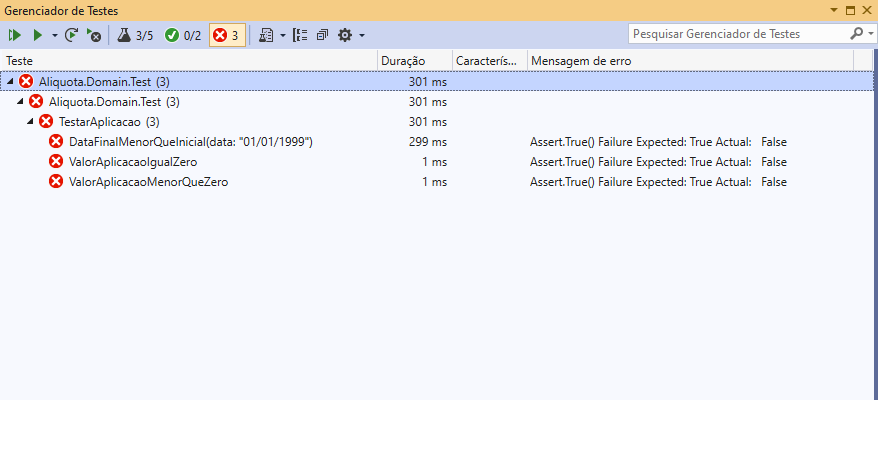 Gerenciador de Testes
3/5 0/2 3 Pesquisar Gerenciador de Testes
Teste Duração Caracterís... Mensagem de erro
Aliquota.Domain.Test (3) 301 ms
Aliquota.Domain.Test (3) 301 ms
TestarAplicacao (3) 301 ms
DataFinalMenorQueInicial(data: "01/01/1999") 299 ms Assert.True() Failure Expected: True Actual: False
ValorAplicacaoIgualZero 1 ms Assert.True() Failure Expected: True Actual: False
ValorAplicacaoMenorQueZero 1 ms Assert.True() Failure Expected: True Actual: False